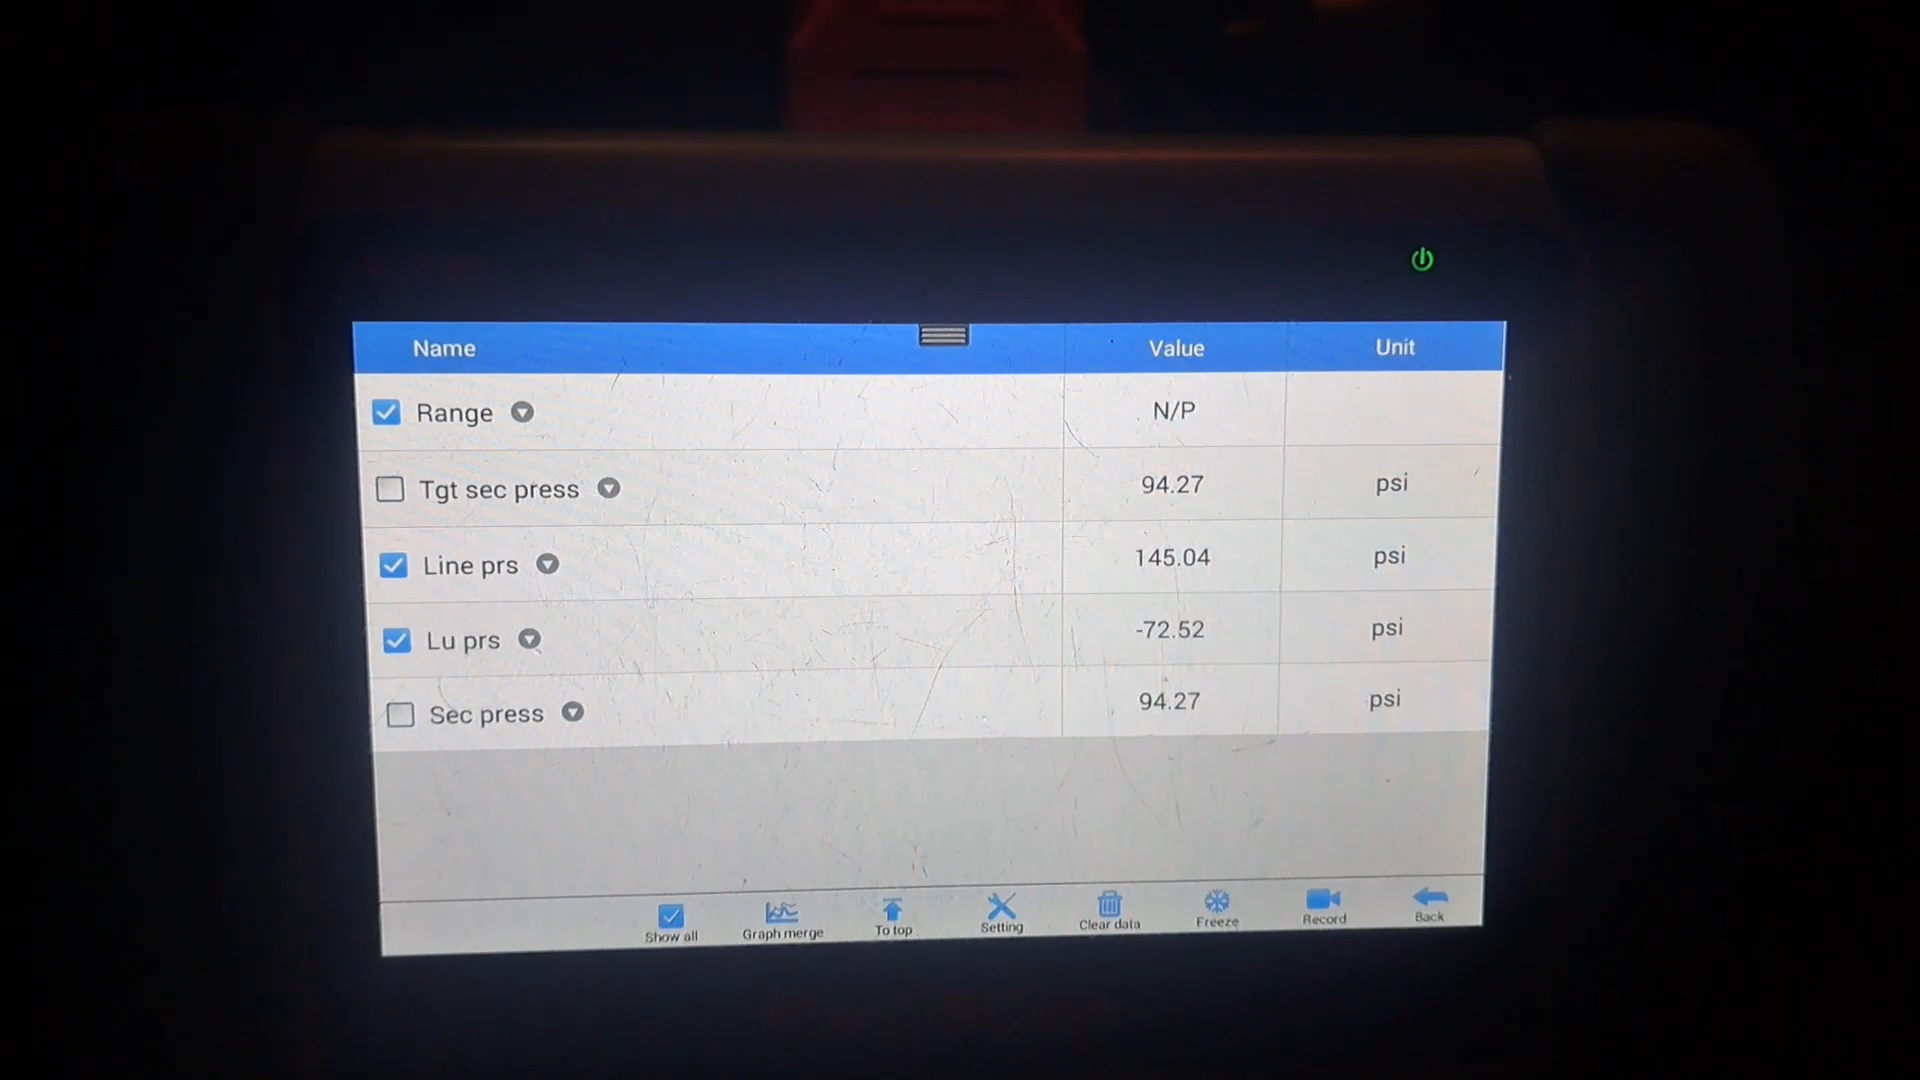 Name Value Unit
Range N/P
Tgt sec press 94.27 psi
Line prs 145.04 psi
Lu prs -72.52 psi
Sec press 94.27 psi
Show all Graph merge To top Setting Clear data Freeze Record Back